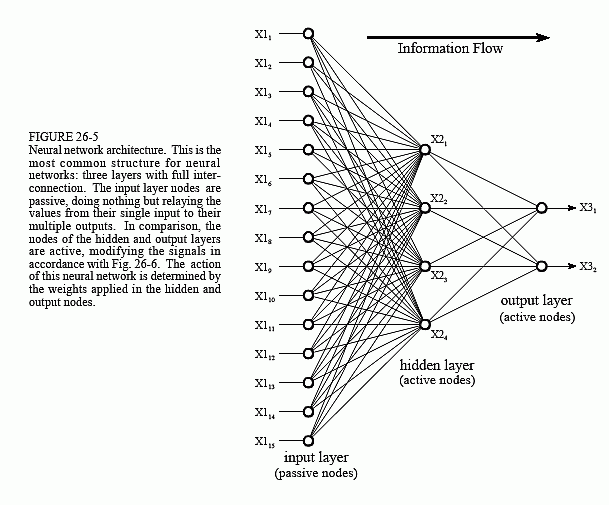 FIGURE 26-5
Neural network architecture. This is the
most common structure for neural
networks: three layers with full inter-
connection. The input layer nodes are
passive, doing nothing but relaying the
values from their single input to their
multiple outputs. In comparison, the
nodes of the hidden and output layers
are active, modifying the signals in
accordance with Fig. 26-6. The action
of this neural network is determined by
the weights applied in the hidden and
output nodes.
X1₁
X1₂
X1₃
X1₄
X1₅
X1₆
X1₇
X1₈
X1₉
X1₁₀
X1₁₁
X1₁₂
X1₁₃
X1₁₄
X1₁₅
input layer
(passive nodes)
Information Flow
X2₁
X2₂
X2₃
X2₄
hidden layer
(active nodes)
X3₁
X3₂
output layer
(active nodes)